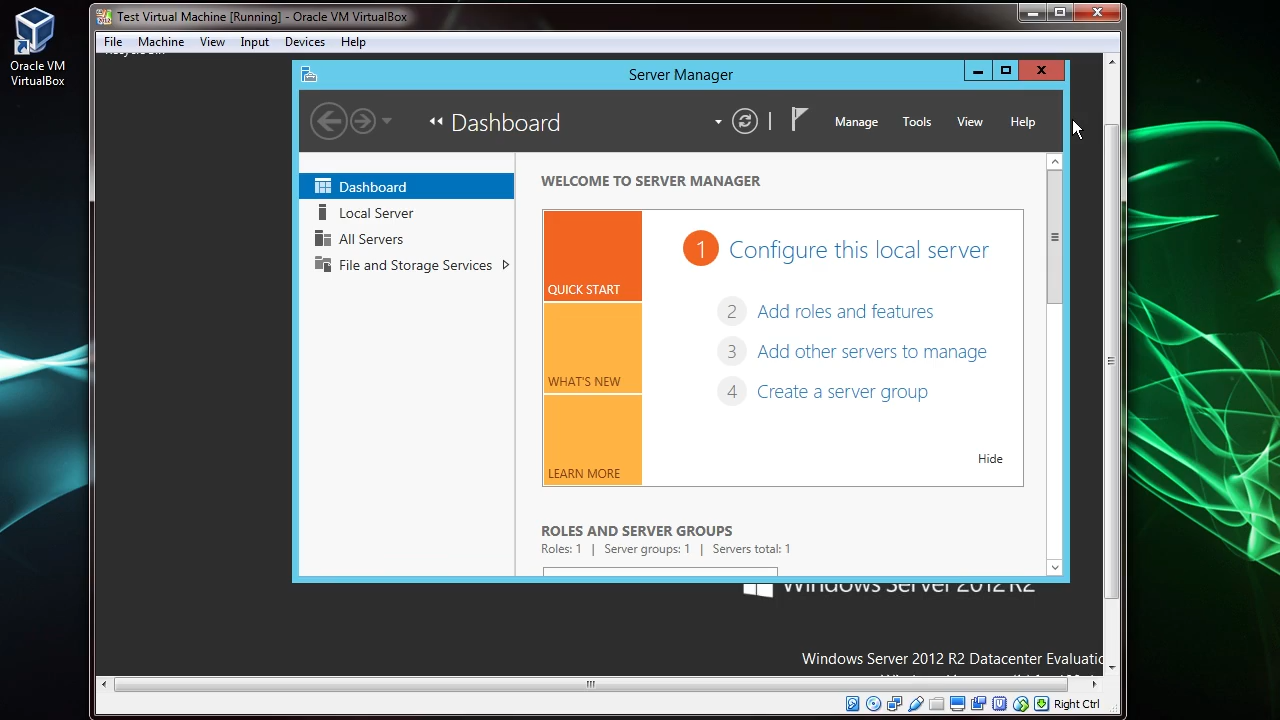 Oracle VM
VirtualBox
Test Virtual Machine [Running] - Oracle VM VirtualBox
File Machine View Input Devices Help
Server Manager
Dashboard
Manage Tools View Help
Dashboard
Local Server
All Servers
File and Storage Services
WELCOME TO SERVER MANAGER
QUICK START
WHAT'S NEW
LEARN MORE
1 Configure this local server
2 Add roles and features
3 Add other servers to manage
4 Create a server group
Hide
ROLES AND SERVER GROUPS
Roles: 1 | Server groups: 1 | Servers total: 1
Windows Server 2012 R2
Windows Server 2012 R2 Datacenter Evaluatio
Right Ctrl